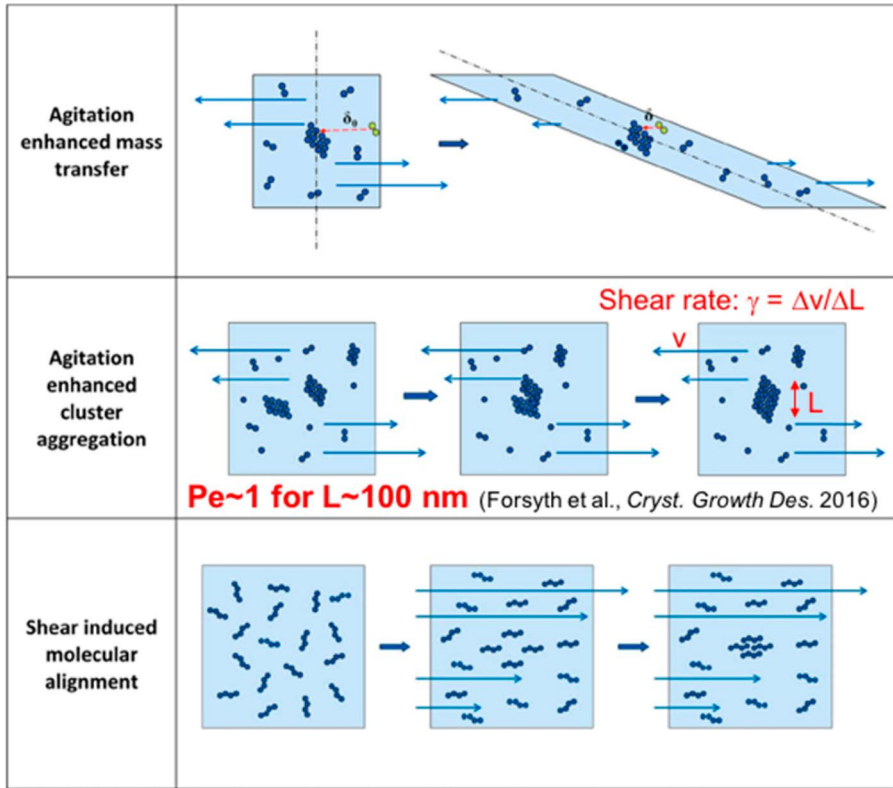 Agitation
enhanced mass
transfer
δ₀
δ
Agitation
enhanced
cluster
aggregation
Shear rate: γ = Δv/ΔL
v
L
Pe~1 for L~100 nm (Forsyth et al., Cryst. Growth Des. 2016)
Shear induced
molecular
alignment